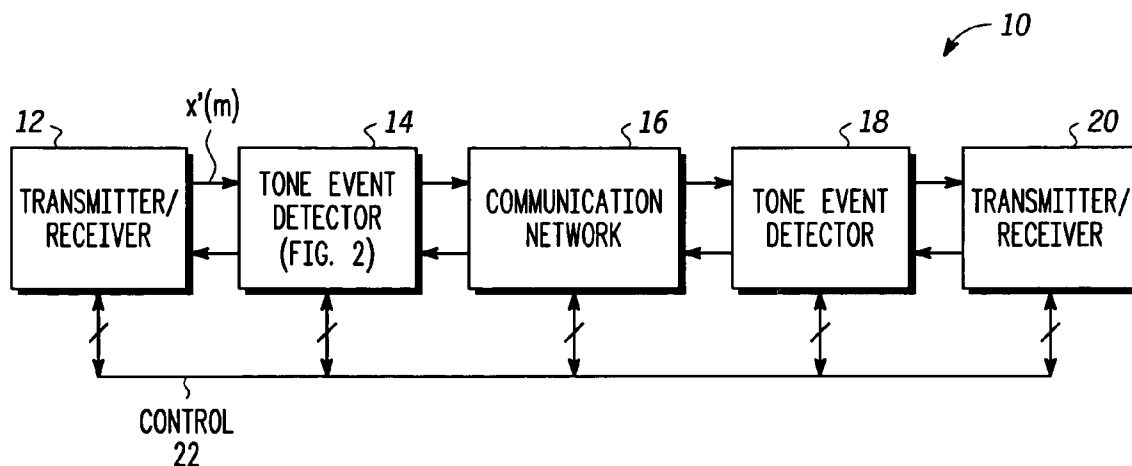 10
x'(m)
12
14
16
18
20
TRANSMITTER/
RECEIVER
TONE EVENT
DETECTOR
(FIG. 2)
COMMUNICATION
NETWORK
TONE EVENT
DETECTOR
TRANSMITTER/
RECEIVER
CONTROL
22